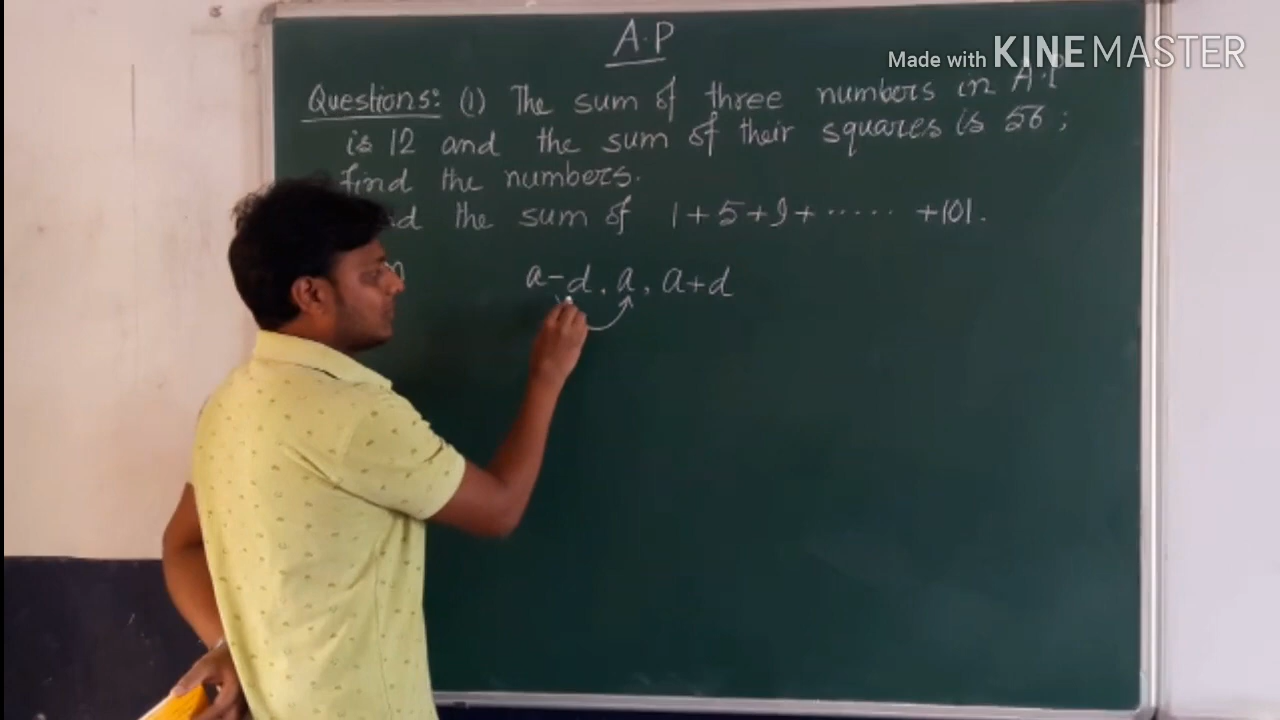 Made with KINEMASTER
A.P
Questions: (1) The sum of three numbers in A.P
is 12 and the sum of their squares is 56;
find the numbers.
the sum of 1+5+9+...... +101.
a-d, a, a+d